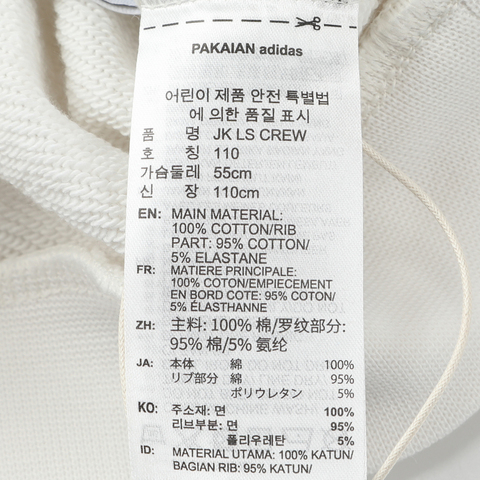 PAKAIAN adidas
어린이 제품 안전 특별법
에 의한 품질 표시
품 명 JK LS CREW
호 칭 110
가슴둘레 55cm
신 장 110cm
EN: MAIN MATERIAL:
100% COTTON/RIB
PART: 95% COTTON/
5% ELASTANE
FR: MATIERE PRINCIPALE:
100% COTON/EMPIECEMENT
EN BORD COTE: 95% COTON/
5% ÉLASTHANNE
ZH: 主料: 100% 棉/罗纹部分:
95% 棉/5% 氨纶
JA: 本体 綿 100%
リブ部分 綿 95%
ポリウレタン 5%
KO: 주소재: 면 100%
리브부분: 면 95%
폴리우레탄 5%
ID: MATERIAL UTAMA: 100% KATUN/
BAGIAN RIB: 95% KATUN/